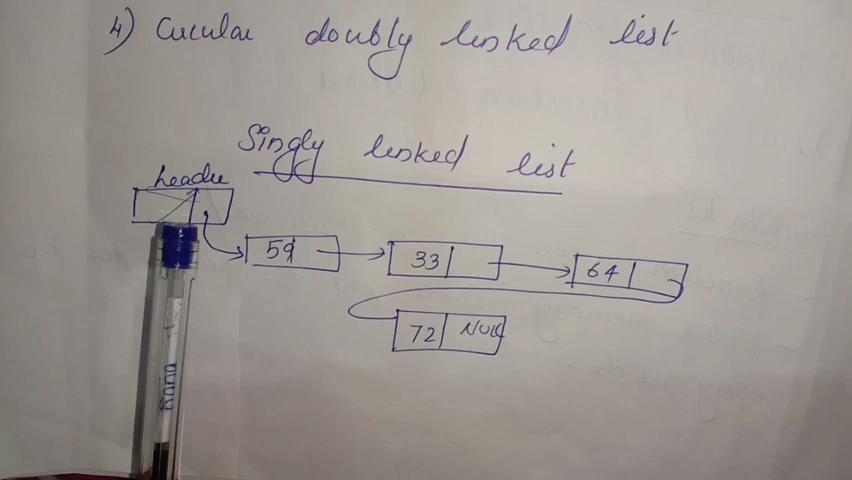 4) Circular doubly linked list
Singly linked list
header
59 33 64
72 NULL